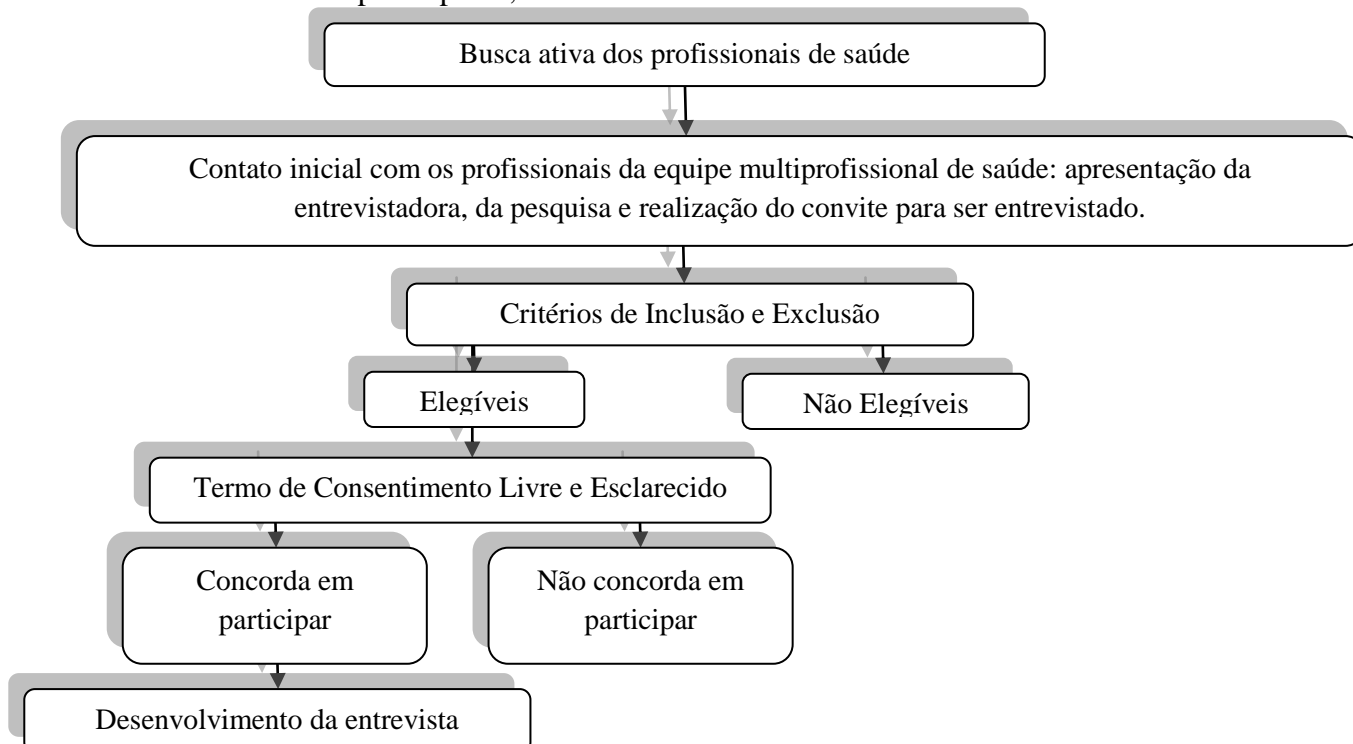 Busca ativa dos profissionais de saúde
Contato inicial com os profissionais da equipe multiprofissional de saúde: apresentação da
entrevistadora, da pesquisa e realização do convite para ser entrevistado.
Critérios de Inclusão e Exclusão
Elegíveis
Não Elegíveis
Termo de Consentimento Livre e Esclarecido
Concorda em
participar
Não concorda em
participar
Desenvolvimento da entrevista